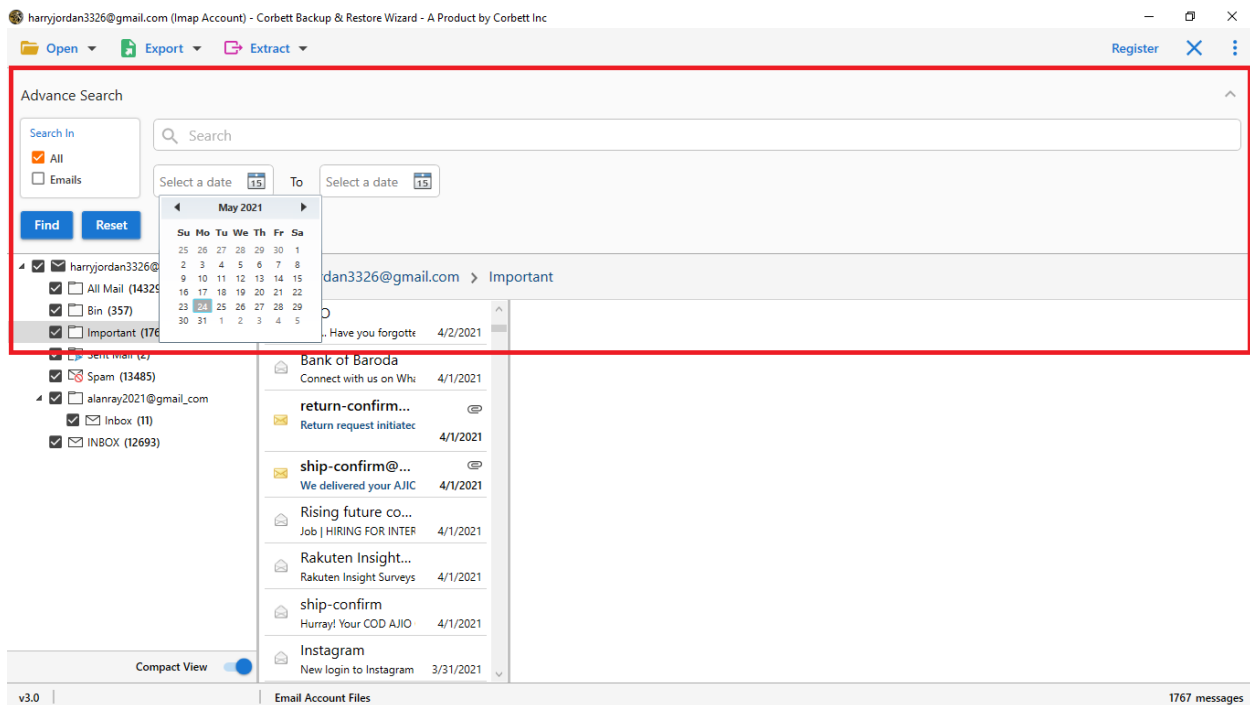 harryjordan3326@gmail.com (Imap Account) - Corbett Backup & Restore Wizard - A Product by Corbett Inc
Open Export Extract Register
Advance Search
Search In
All
Emails
Search
Select a date 15 To Select a date 15
Find Reset
May 2021
Su Mo Tu We Th Fr Sa
25 26 27 28 29 30 1
2 3 4 5 6 7 8
9 10 11 12 13 14 15
16 17 18 19 20 21 22
23 24 25 26 27 28 29
30 31 1 2 3 4 5
harryjordan3326@
All Mail (14329
Bin (357)
Important (176
Sent Mail (2)
Spam (13485)
alanray2021@gmail_com
Inbox (11)
INBOX (12693)
Compact View
dan3326@gmail.com > Important
O
.. Have you forgotte 4/2/2021
Bank of Baroda
Connect with us on Wha 4/1/2021
return-confirm...
Return request initiated
4/1/2021
ship-confirm@...
We delivered your AJIC 4/1/2021
Rising future co...
Job | HIRING FOR INTER 4/1/2021
Rakuten Insight...
Rakuten Insight Surveys 4/1/2021
ship-confirm
Hurray! Your COD AJIO 4/1/2021
Instagram
New login to Instagram 3/31/2021
v3.0 Email Account Files 1767 messages